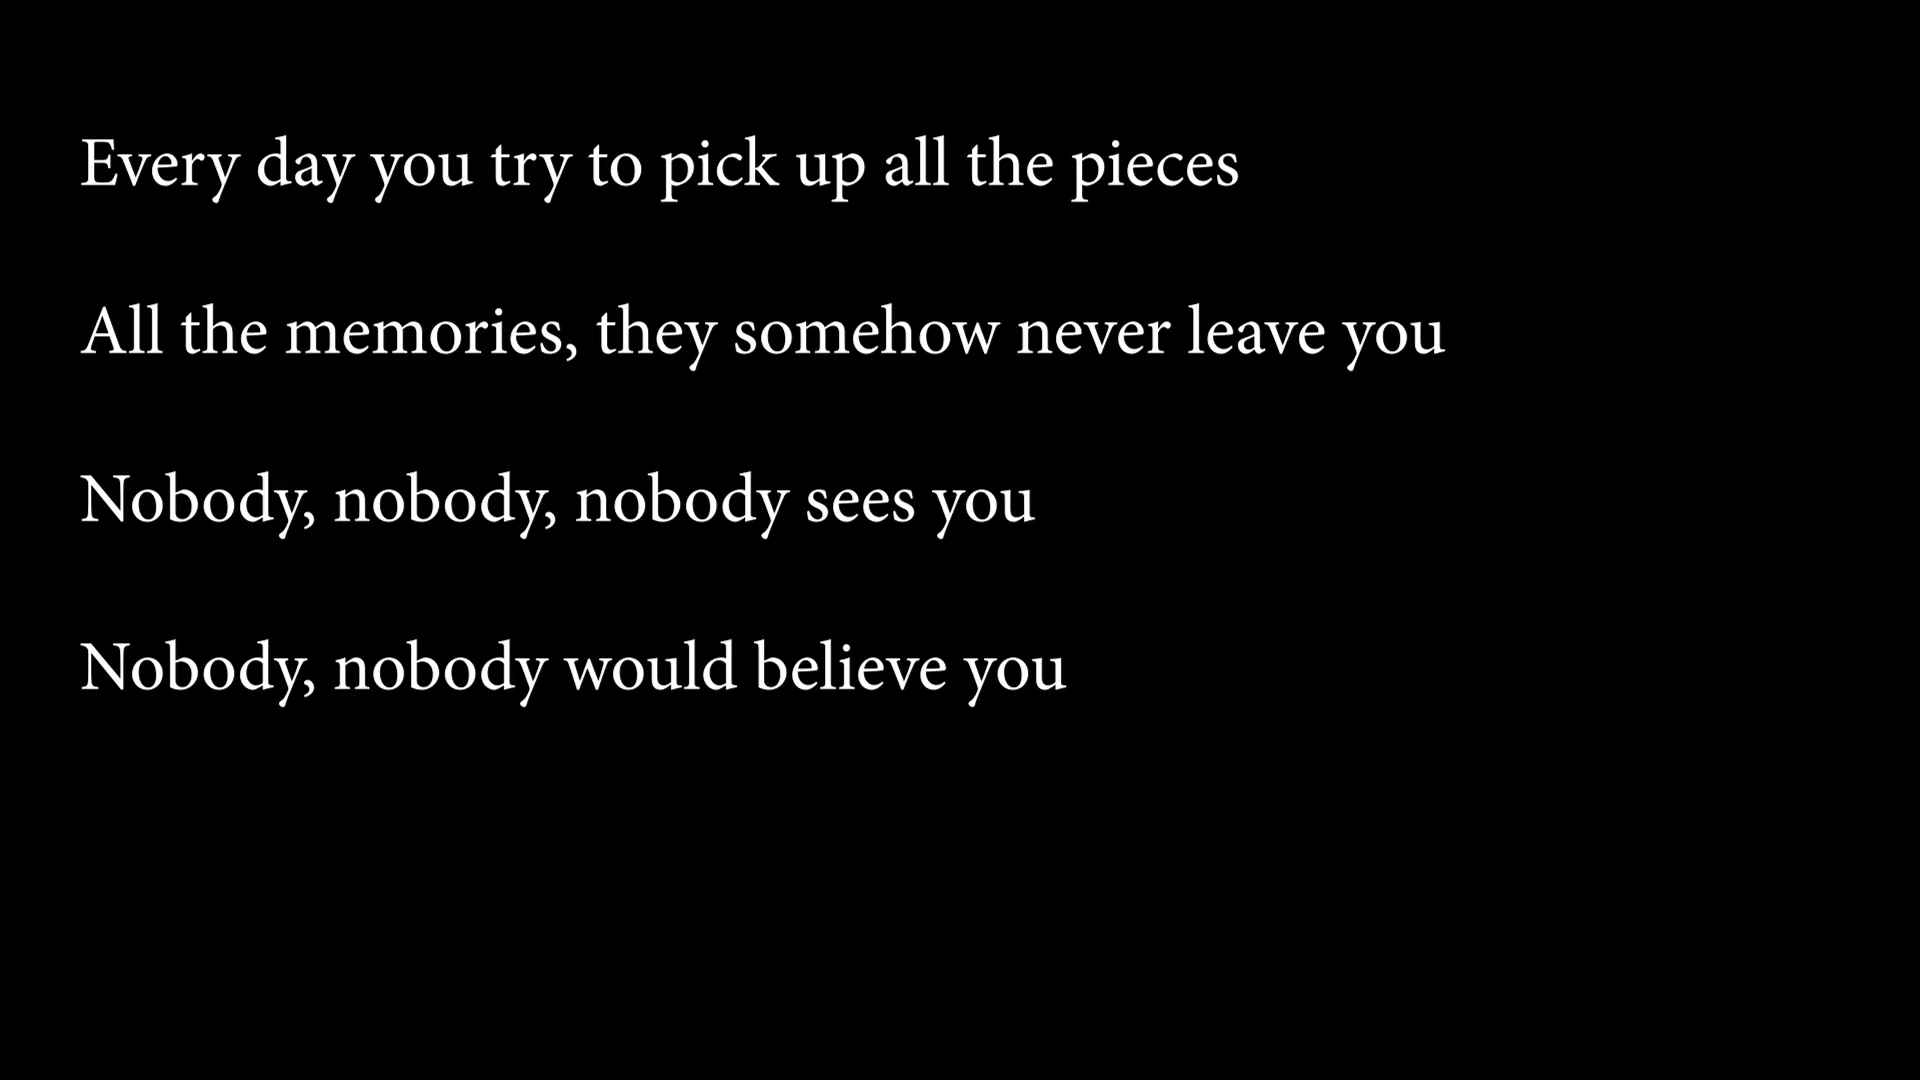 Every day you try to pick up all the pieces
All the memories, they somehow never leave you
Nobody, nobody, nobody sees you
Nobody, nobody would believe you